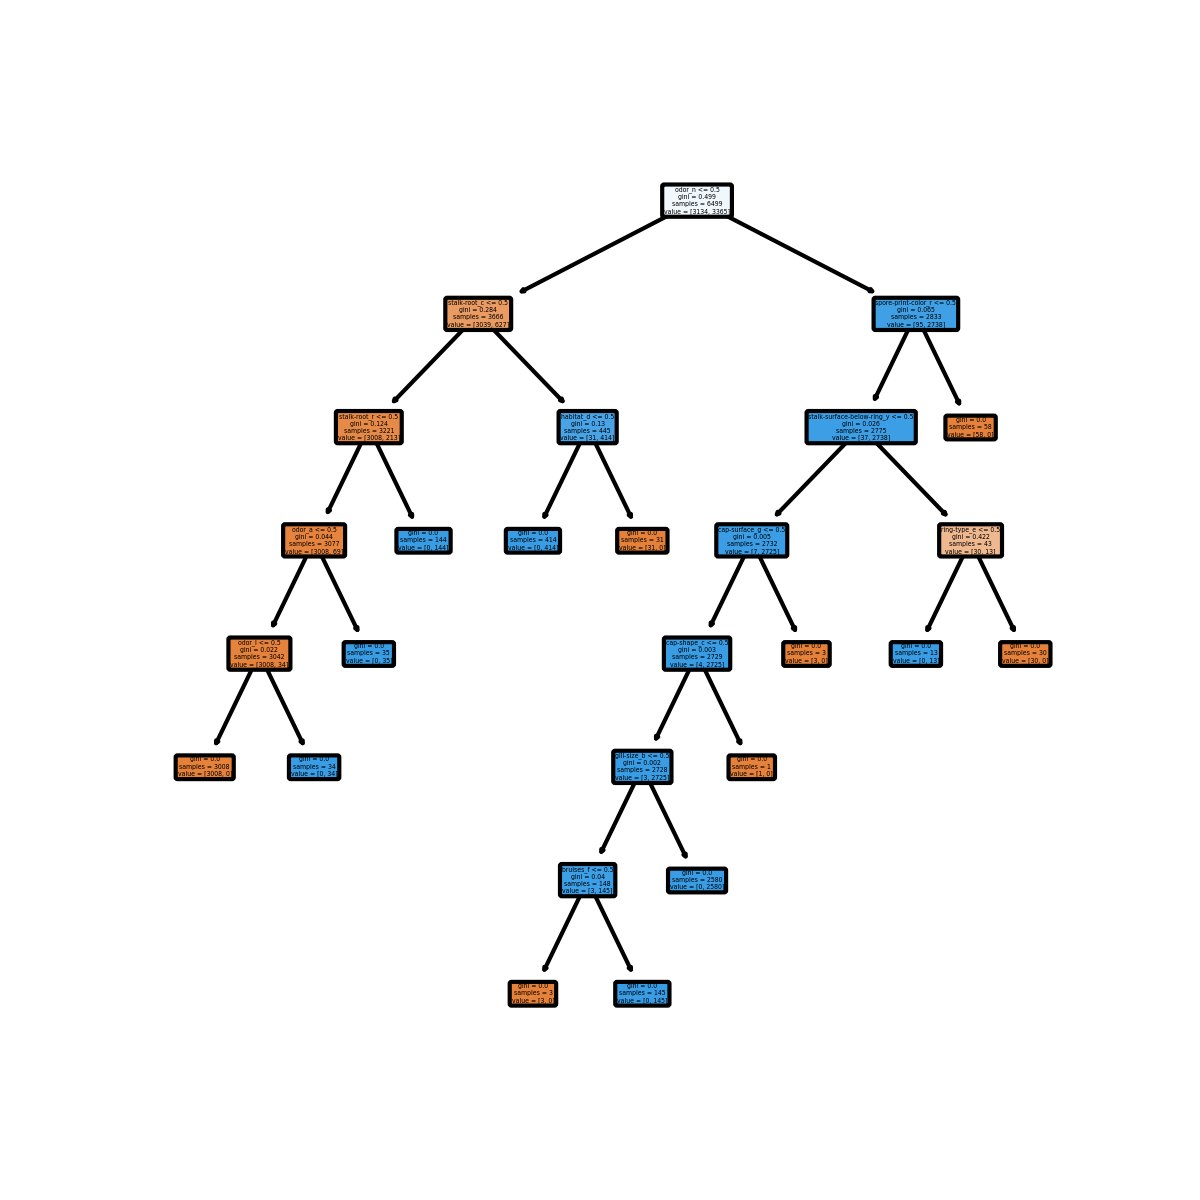 odor_n <= 0.5
gini = 0.499
samples = 6499
value = [3134, 3365]
stalk-root_c <= 0.5
gini = 0.284
samples = 3666
value = [3039, 627]
spore-print-color_r <= 0.5
gini = 0.065
samples = 2833
value = [95, 2738]
stalk-root_r <= 0.5
gini = 0.124
samples = 3221
value = [3008, 213]
habitat_d <= 0.5
gini = 0.13
samples = 445
value = [31, 414]
stalk-surface-below-ring_y <= 0.5
gini = 0.026
samples = 2775
value = [37, 2738]
gini = 0.0
samples = 58
value = [58, 0]
odor_a <= 0.5
gini = 0.044
samples = 3077
value = [3008, 69]
gini = 0.0
samples = 144
value = [0, 144]
gini = 0.0
samples = 414
value = [0, 414]
gini = 0.0
samples = 31
value = [31, 0]
cap-surface_g <= 0.5
gini = 0.005
samples = 2732
value = [7, 2725]
ring-type_e <= 0.5
gini = 0.422
samples = 43
value = [30, 13]
odor_l <= 0.5
gini = 0.022
samples = 3042
value = [3008, 34]
gini = 0.0
samples = 35
value = [0, 35]
cap-shape_c <= 0.5
gini = 0.003
samples = 2729
value = [4, 2725]
gini = 0.0
samples = 3
value = [3, 0]
gini = 0.0
samples = 13
value = [0, 13]
gini = 0.0
samples = 30
value = [30, 0]
gini = 0.0
samples = 3008
value = [3008, 0]
gini = 0.0
samples = 34
value = [0, 34]
gill-size_b <= 0.5
gini = 0.002
samples = 2728
value = [3, 2725]
gini = 0.0
samples = 1
value = [1, 0]
bruises_f <= 0.5
gini = 0.04
samples = 148
value = [3, 145]
gini = 0.0
samples = 2580
value = [0, 2580]
gini = 0.0
samples = 3
value = [3, 0]
gini = 0.0
samples = 145
value = [0, 145]